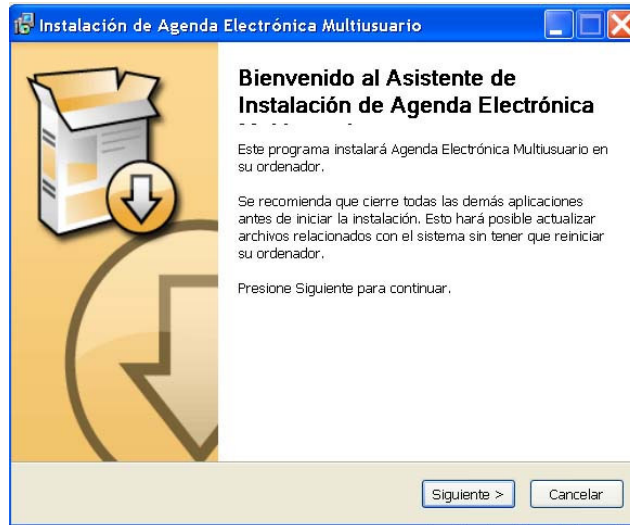 Instalación de Agenda Electrónica Multiusuario
Bienvenido al Asistente de
Instalación de Agenda Electrónica
Este programa instalará Agenda Electrónica Multiusuario en
su ordenador.
Se recomienda que cierre todas las demás aplicaciones
antes de iniciar la instalación. Esto hará posible actualizar
archivos relacionados con el sistema sin tener que reiniciar
su ordenador.
Presione Siguiente para continuar.
Siguiente >
Cancelar